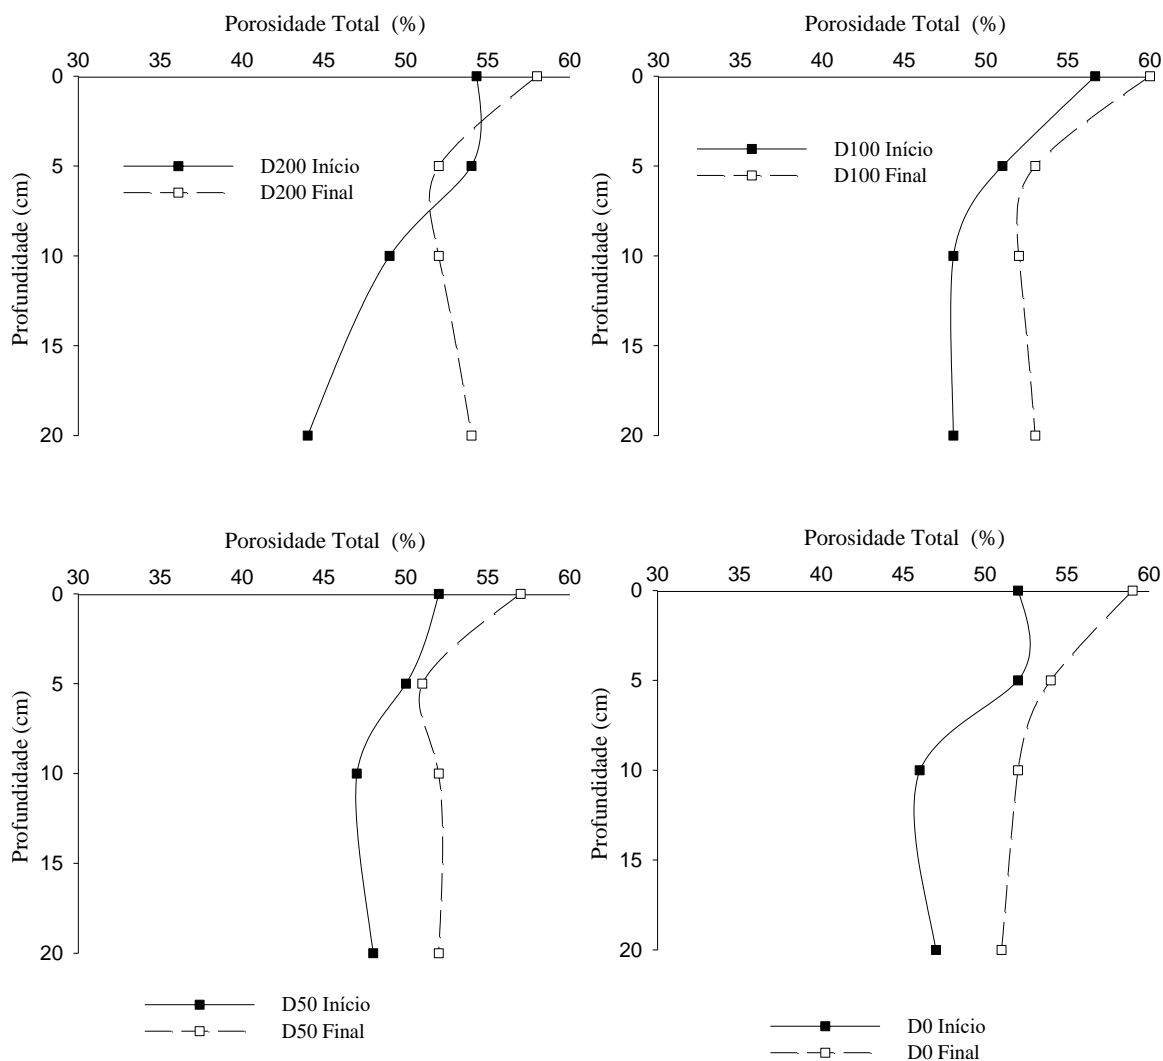 Porosidade Total (%)
30 35 40 45 50 55 60
0
5
10
15
20
Profundidade (cm)
D200 Início
D200 Final
Porosidade Total (%)
30 35 40 45 50 55 60
0
5
10
15
20
Profundidade (cm)
D100 Início
D100 Final
Porosidade Total (%)
30 35 40 45 50 55 60
0
5
10
15
20
Profundidade (cm)
D50 Início
D50 Final
Porosidade Total (%)
30 35 40 45 50 55 60
0
5
10
15
20
Profundidade (cm)
D0 Início
D0 Final